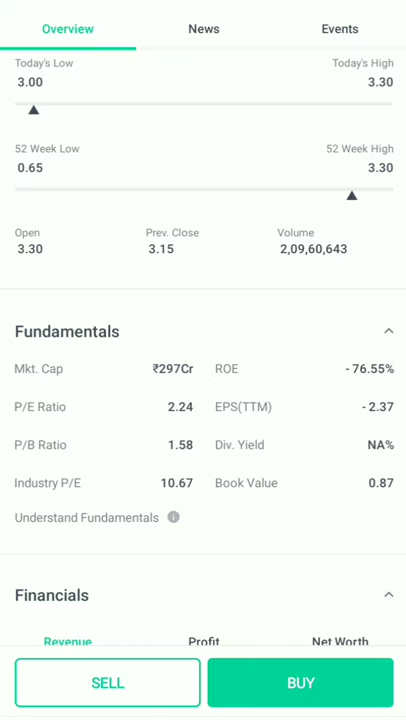 Overview News Events
Today's Low Today's High
3.00 3.30
52 Week Low 52 Week High
0.65 3.30
Open Prev. Close Volume
3.30 3.15 2,09,60,643
Fundamentals
Mkt. Cap ₹297Cr ROE - 76.55%
P/E Ratio 2.24 EPS(TTM) - 2.37
P/B Ratio 1.58 Div. Yield NA%
Industry P/E 10.67 Book Value 0.87
Understand Fundamentals
Financials
Revenue Profit Net Worth
SELL BUY